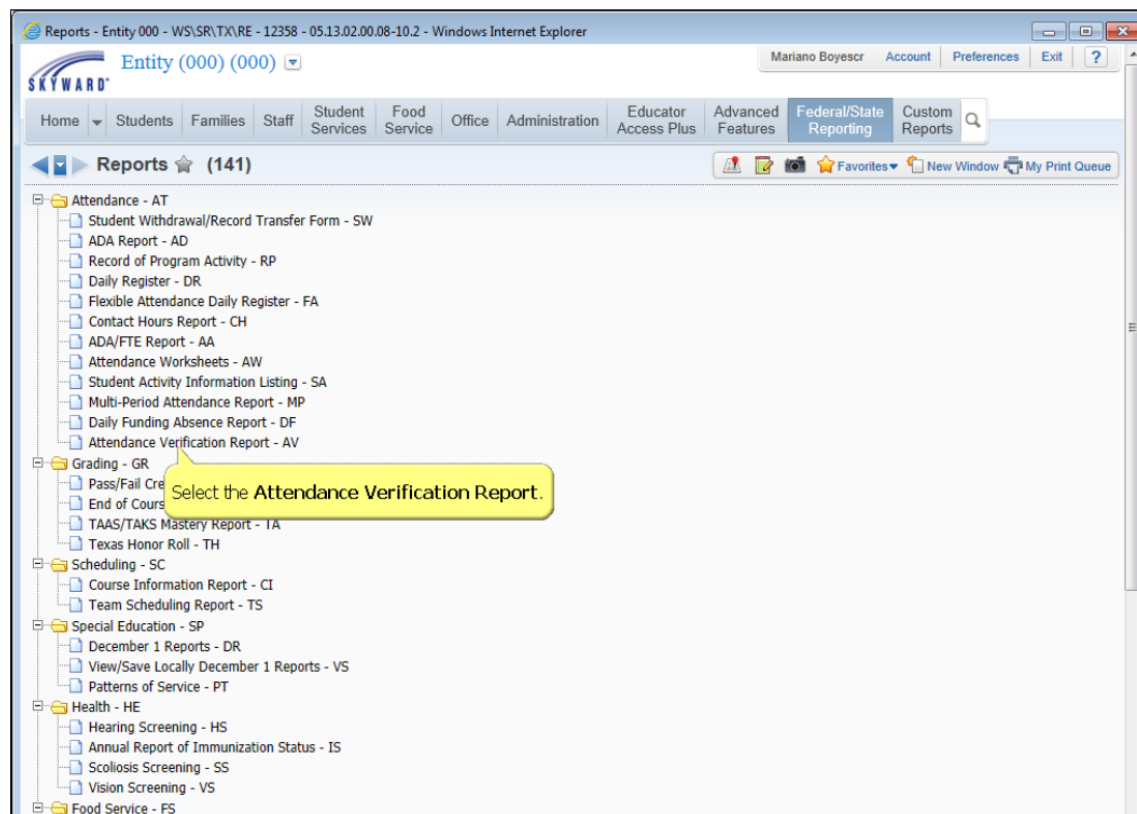 Reports - Entity 000 - WS\SR\TX\RE - 12358 - 05.13.02.00.08-10.2 - Windows Internet Explorer
SKYWARD
Entity (000) (000)
Mariano Boyescr Account Preferences Exit ?
Home Students Families Staff Student Services Food Service Office Administration Educator Access Plus Advanced Features Federal/State Reporting Custom Reports
Reports (141)
Favorites New Window My Print Queue
Attendance - AT
Student Withdrawal/Record Transfer Form - SW
ADA Report - AD
Record of Program Activity - RP
Daily Register - DR
Flexible Attendance Daily Register - FA
Contact Hours Report - CH
ADA/FTE Report - AA
Attendance Worksheets - AW
Student Activity Information Listing - SA
Multi-Period Attendance Report - MP
Daily Funding Absence Report - DF
Attendance Verification Report - AV
Grading - GR
Pass/Fail Cre
Select the Attendance Verification Report.
End of Cours
TAAS/TAKS Mastery Report - TA
Texas Honor Roll - TH
Scheduling - SC
Course Information Report - CI
Team Scheduling Report - TS
Special Education - SP
December 1 Reports - DR
View/Save Locally December 1 Reports - VS
Patterns of Service - PT
Health - HE
Hearing Screening - HS
Annual Report of Immunization Status - IS
Scoliosis Screening - SS
Vision Screening - VS
Food Service - FS